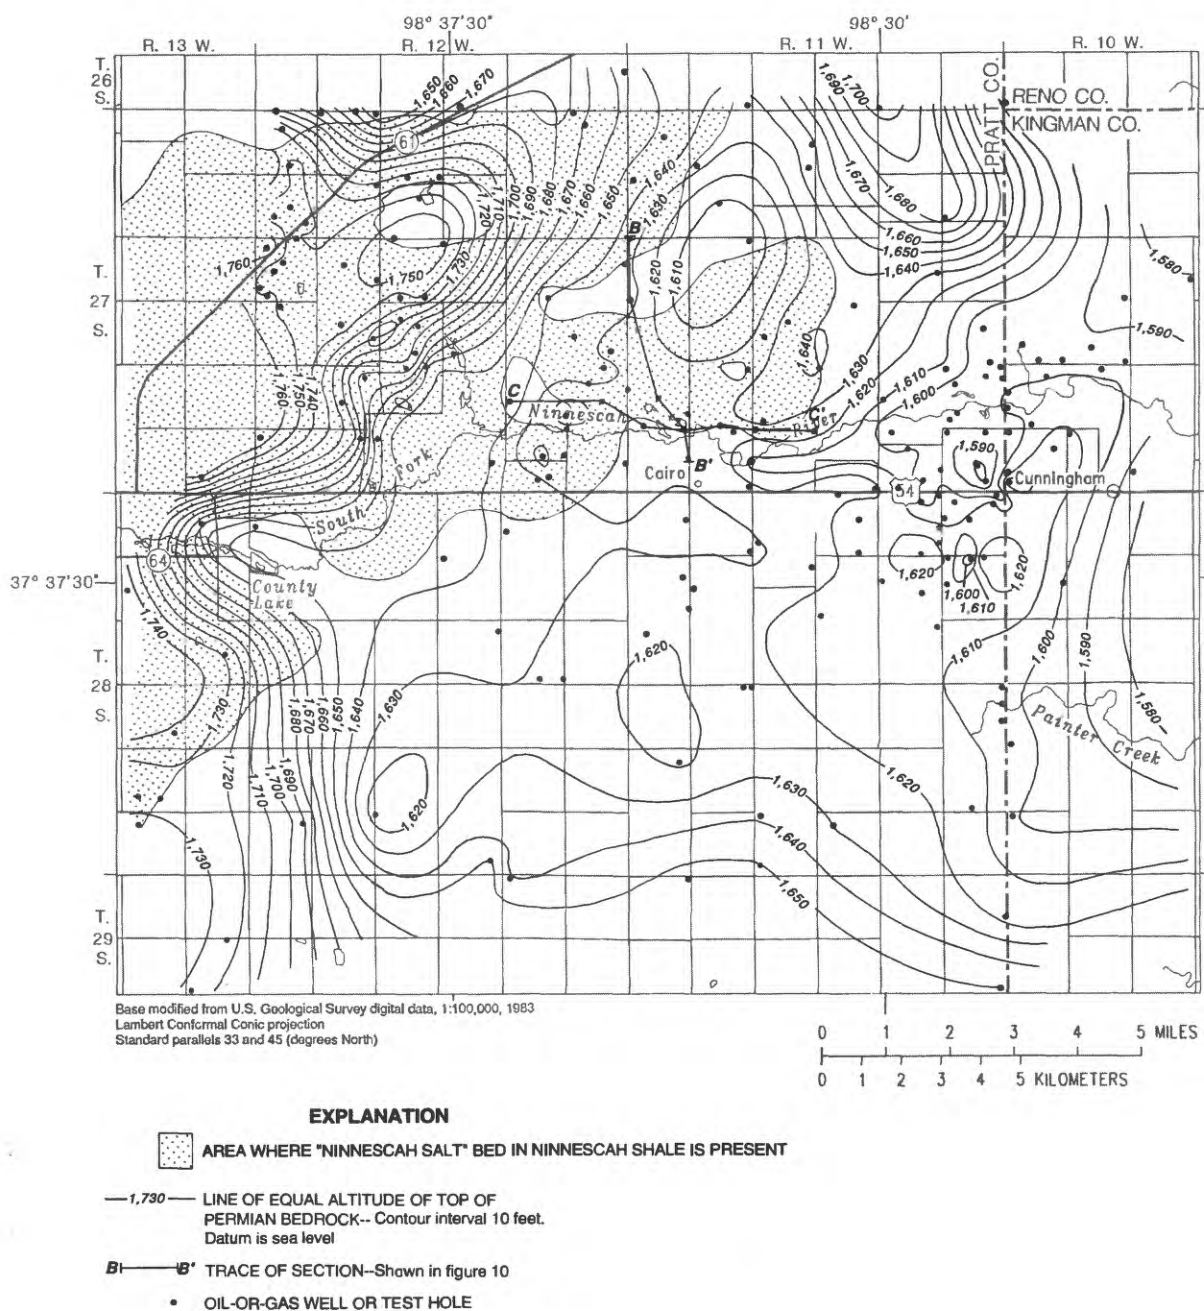 98° 37'30"
98° 30'
R. 13 W.
R. 12 W.
R. 11 W.
R. 10 W.
T.
26
S.
1,650
1,660
1,670
1,690
1,700
PRATT CO.
RENO CO.
KINGMAN CO.
61
1,640
1,630
1,670
1,680
1,660
1,650
1,640
1,720
1,710
1,700
1,690
1,680
1,670
1,660
1,650
B
1,760
1,750
1,730
1,620
1,610
1,580
T.
27
S.
1,590
1,640
1,630
1,620
1,610
1,600
1,760
1,750
1,740
C
Ninnescah
River
C'
1,590
Cairo
B'
54
Cunningham
South
Fork
64
37° 37'30"
County
Lake
1,620
1,600
1,610
1,620
1,740
1,620
1,610
1,600
1,590
T.
28
S.
1,730
1,680
1,670
1,660
1,650
1,640
1,630
1,580
Painter Creek
1,720
1,710
1,700
1,690
1,620
1,630
1,620
1,640
1,730
1,650
T.
29
S.
Base modified from U.S. Geological Survey digital data, 1:100,000, 1983
Lambert Conformal Conic projection
Standard parallels 33 and 45 (degrees North)
0 1 2 3 4 5 MILES
0 1 2 3 4 5 KILOMETERS
EXPLANATION
AREA WHERE "NINNESCAH SALT" BED IN NINNESCAH SHALE IS PRESENT
1,730 LINE OF EQUAL ALTITUDE OF TOP OF
PERMIAN BEDROCK-- Contour interval 10 feet.
Datum is sea level
B B' TRACE OF SECTION--Shown in figure 10
OIL-OR-GAS WELL OR TEST HOLE